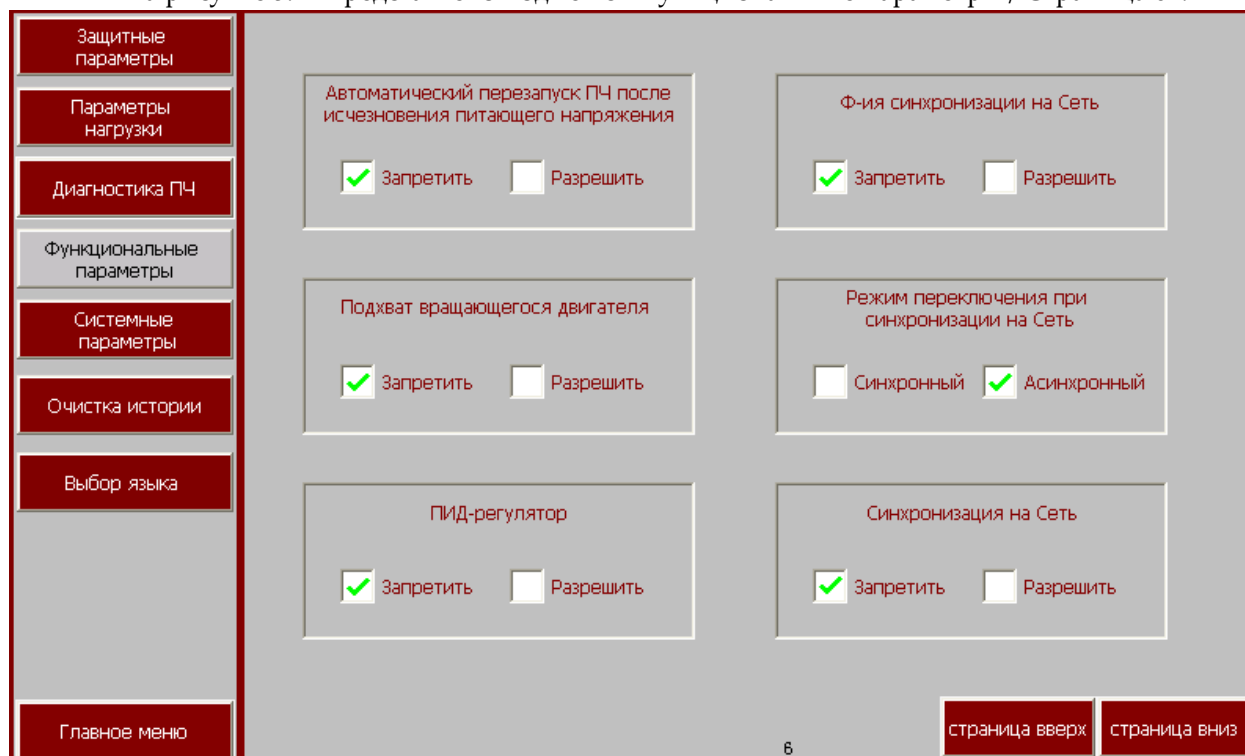 Защитные
параметры
Параметры
нагрузки
Диагностика ПЧ
Функциональные
параметры
Системные
параметры
Очистка истории
Выбор языка
Главное меню
Автоматический перезапуск ПЧ после
исчезновения питающего напряжения
Запретить Разрешить
Ф-ия синхронизации на Сеть
Запретить Разрешить
Подхват вращающегося двигателя
Запретить Разрешить
Режим переключения при
синхронизации на Сеть
Синхронный Асинхронный
ПИД-регулятор
Запретить Разрешить
Синхронизация на Сеть
Запретить Разрешить
6
страница вверх страница вниз